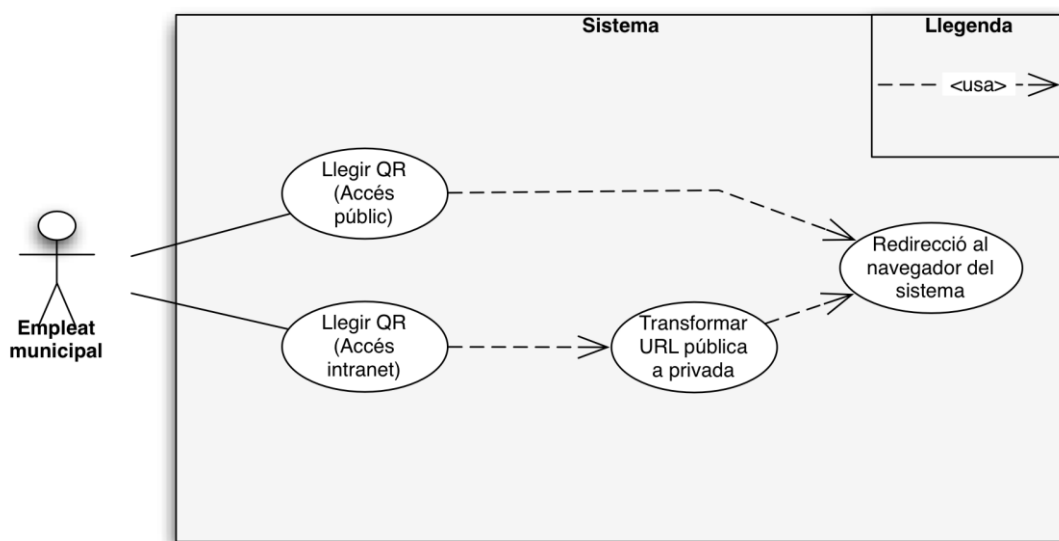 Sistema
Llegenda
<usa>
Llegir QR
(Accés
públic)
Redirecció al
navegador del
sistema
Empleat
municipal
Llegir QR
(Accés
intranet)
Transformar
URL pública
a privada